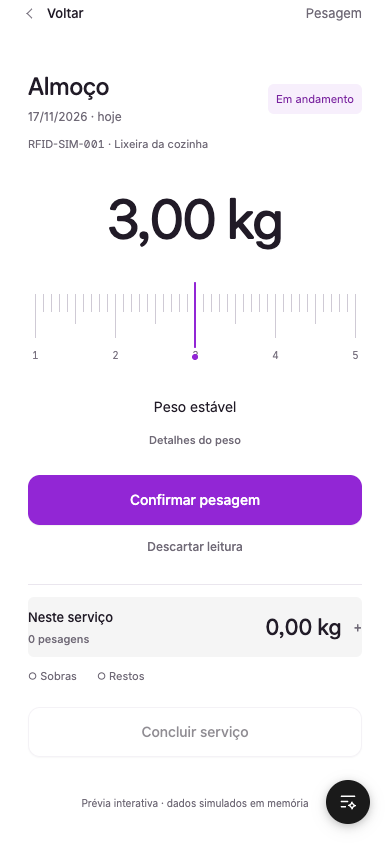 Voltar
Pesagem
Almoço
Em andamento
17/11/2026 · hoje
RFID-SIM-001 · Lixeira da cozinha
3,00 kg
1 2 3 4 5
Peso estável
Detalhes do peso
Confirmar pesagem
Descartar leitura
Neste serviço
0,00 kg +
0 pesagens
Sobras Restos
Concluir serviço
Prévia interativa · dados simulados em memória